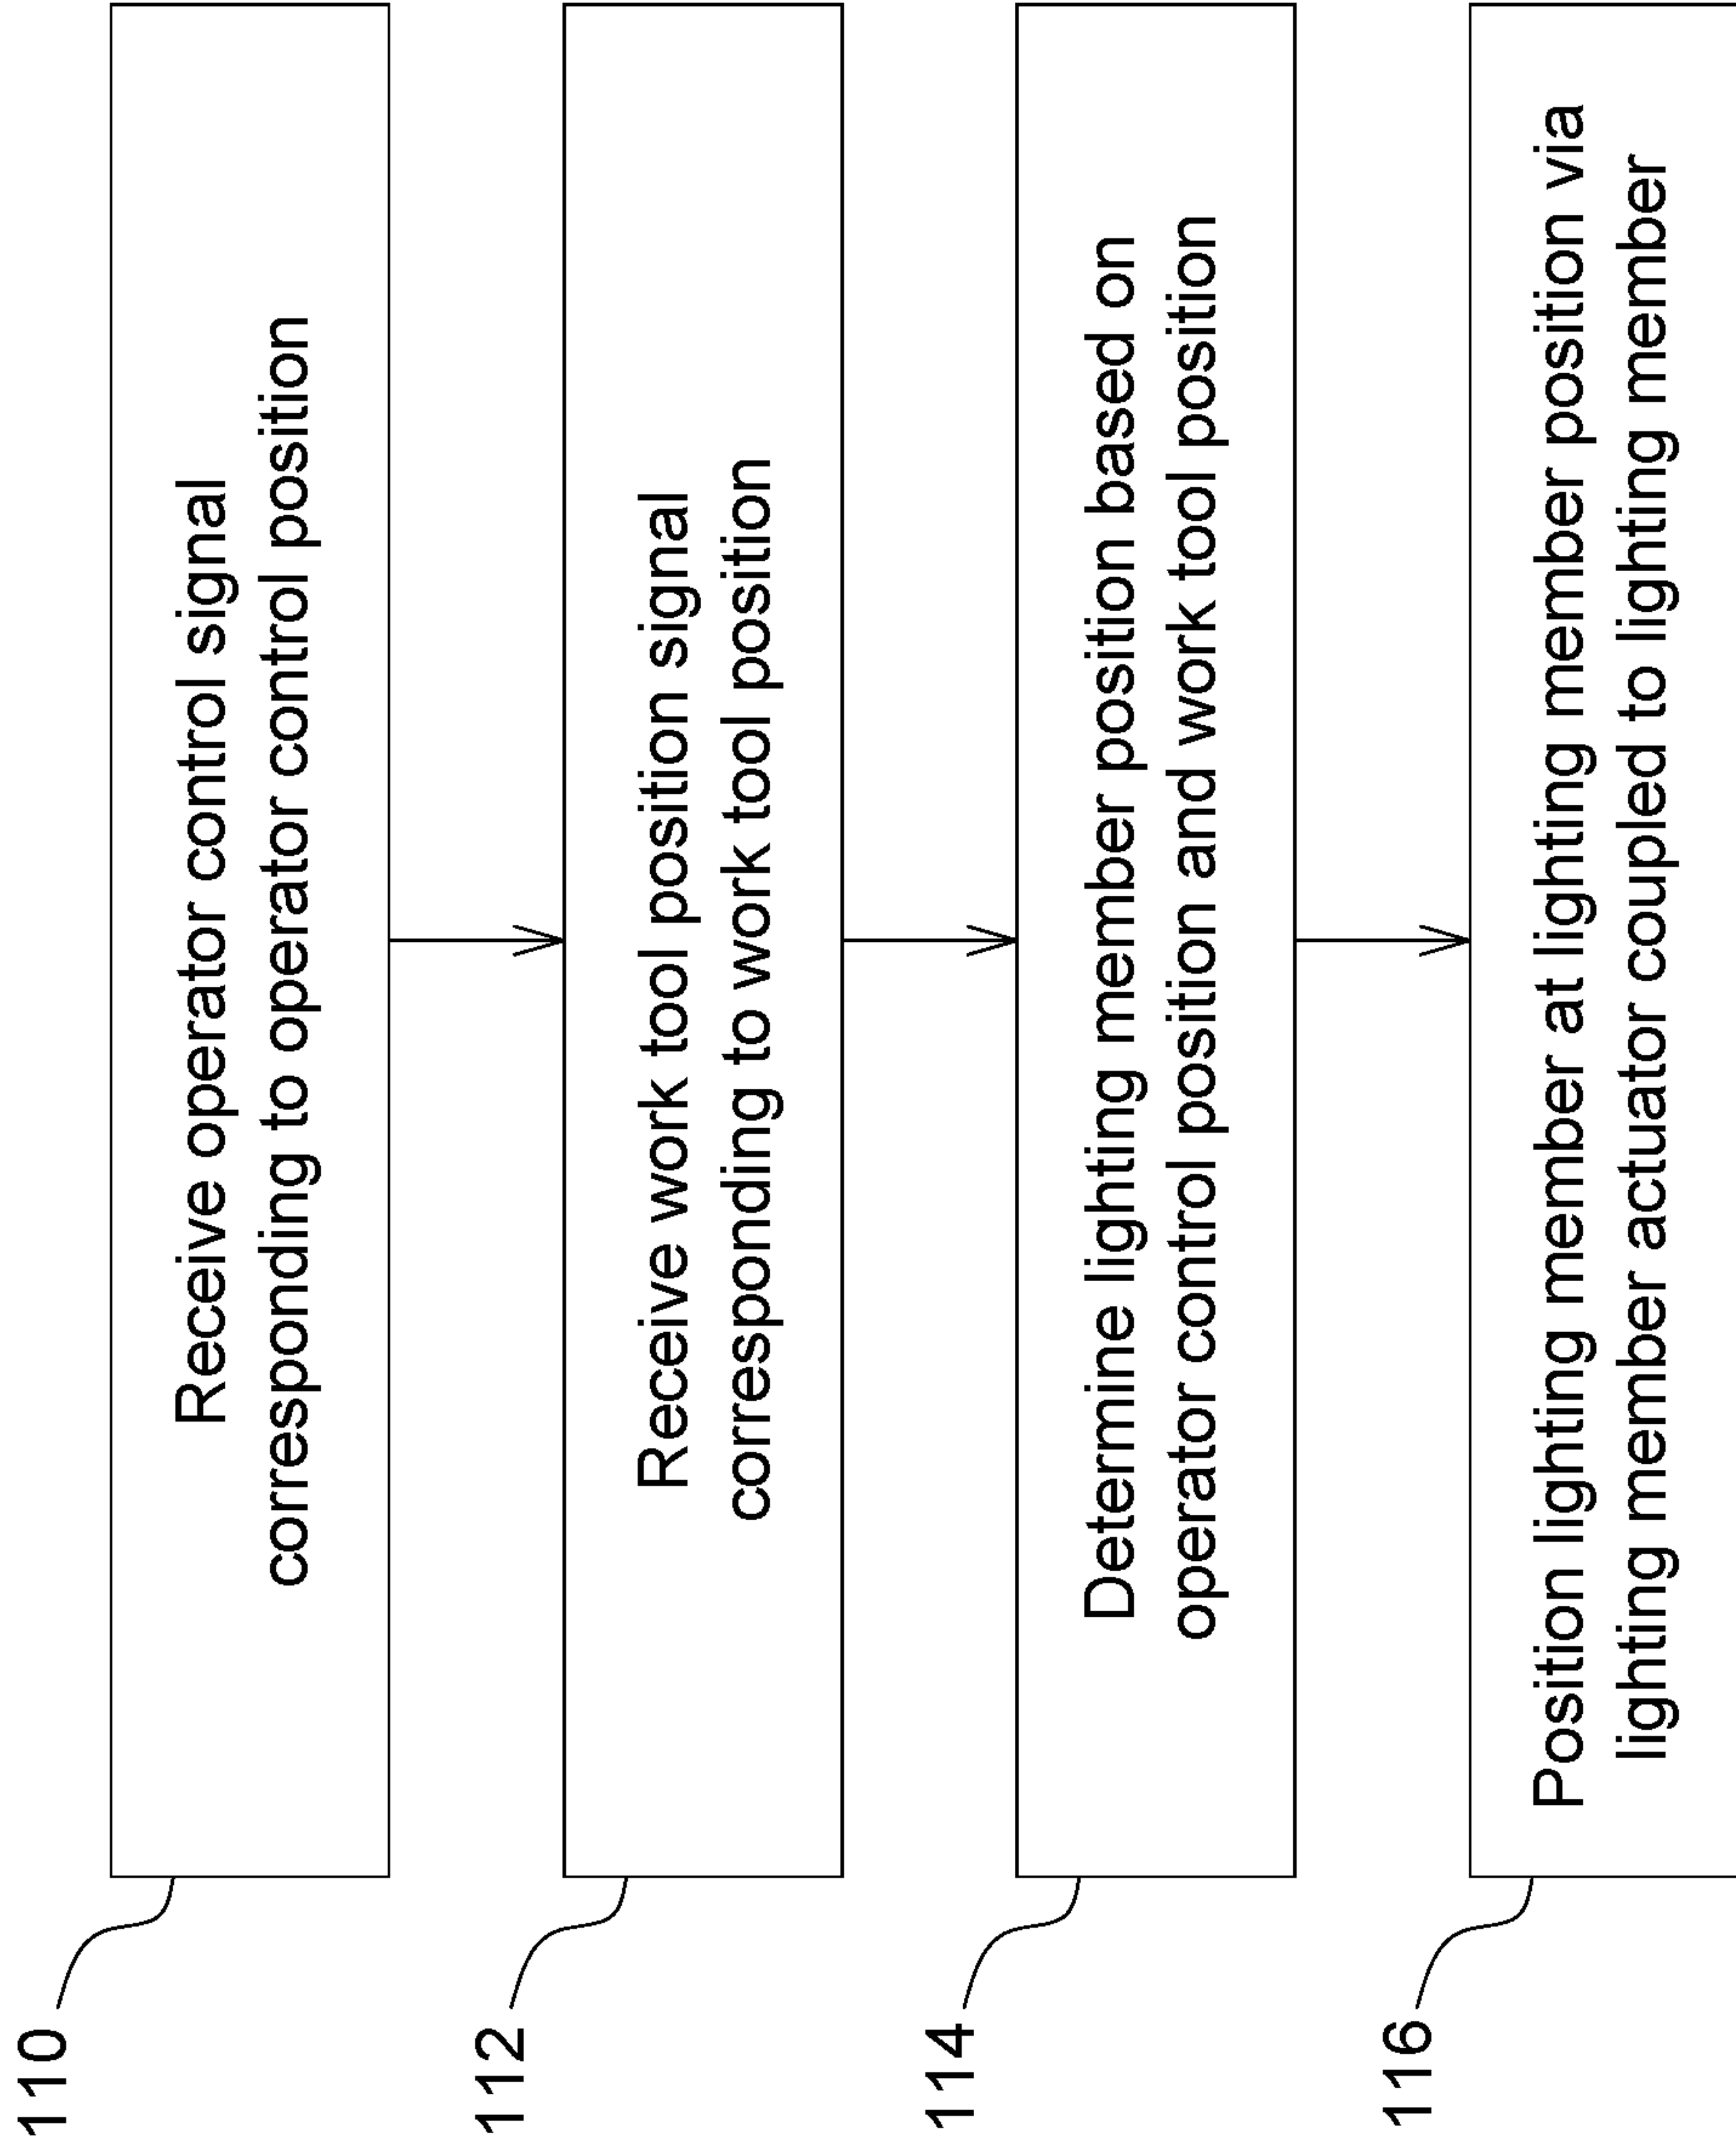 110
Receive operator control signal
corresponding to operator control position
112
Receive work tool position signal
corresponding to work tool position
114
Determine lighting member position based on
operator control position and work tool position
116
Position lighting member at lighting member position via
lighting member actuator coupled to lighting member